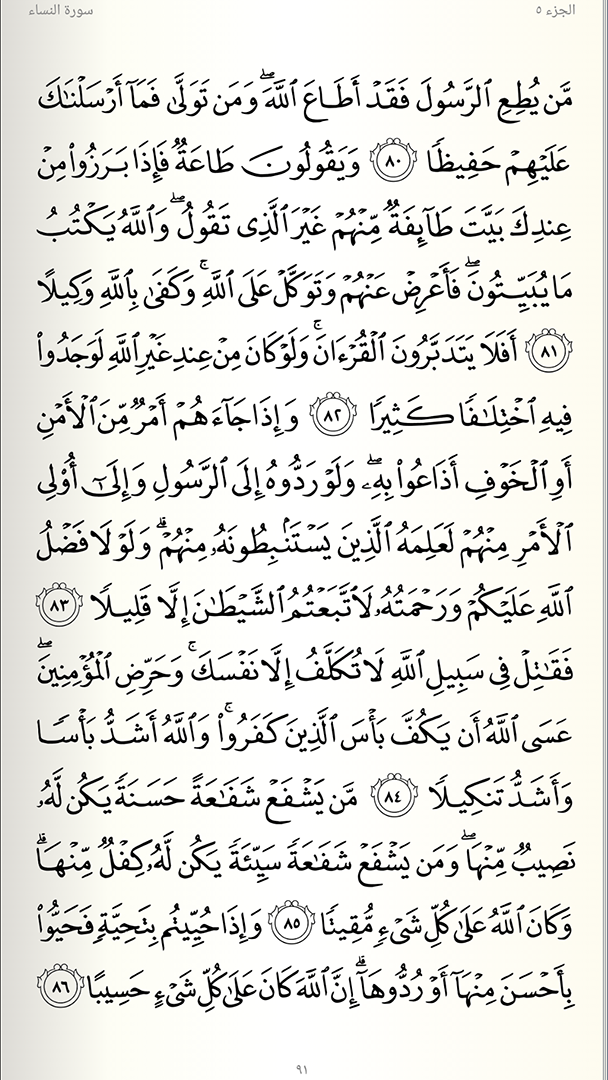 الجزء ٥
سورة النساء
مَّن يُطِعِ ٱلرَّسُولَ فَقَدۡ أَطَاعَ ٱللَّهَۖ وَمَن تَوَلَّىٰ فَمَآ أَرۡسَلۡنَٰكَ
عَلَيۡهِمۡ حَفِيظٗا ٨٠ وَيَقُولُونَ طَاعَةٞ فَإِذَا بَرَزُواْ مِنۡ
عِندِكَ بَيَّتَ طَآئِفَةٞ مِّنۡهُمۡ غَيۡرَ ٱلَّذِي تَقُولُۖ وَٱللَّهُ يَكۡتُبُ
مَا يُبَيِّتُونَۖ فَأَعۡرِضۡ عَنۡهُمۡ وَتَوَكَّلۡ عَلَى ٱللَّهِۚ وَكَفَىٰ بِٱللَّهِ وَكِيلًا
٨١ أَفَلَا يَتَدَبَّرُونَ ٱلۡقُرۡءَانَۚ وَلَوۡ كَانَ مِنۡ عِندِ غَيۡرِ ٱللَّهِ لَوَجَدُواْ
فِيهِ ٱخۡتِلَٰفٗا كَثِيرٗا ٨٢ وَإِذَا جَآءَهُمۡ أَمۡرٞ مِّنَ ٱلۡأَمۡنِ
أَوِ ٱلۡخَوۡفِ أَذَاعُواْ بِهِۦۖ وَلَوۡ رَدُّوهُ إِلَى ٱلرَّسُولِ وَإِلَىٰٓ أُوْلِي
ٱلۡأَمۡرِ مِنۡهُمۡ لَعَلِمَهُ ٱلَّذِينَ يَسۡتَنۢبِطُونَهُۥ مِنۡهُمۡۗ وَلَوۡلَا فَضۡلُ
ٱللَّهِ عَلَيۡكُمۡ وَرَحۡمَتُهُۥ لَٱتَّبَعۡتُمُ ٱلشَّيۡطَٰنَ إِلَّا قَلِيلٗا ٨٣
فَقَٰتِلۡ فِي سَبِيلِ ٱللَّهِ لَا تُكَلَّفُ إِلَّا نَفۡسَكَۚ وَحَرِّضِ ٱلۡمُؤۡمِنِينَۖ
عَسَى ٱللَّهُ أَن يَكُفَّ بَأۡسَ ٱلَّذِينَ كَفَرُواْۚ وَٱللَّهُ أَشَدُّ بَأۡسٗا
وَأَشَدُّ تَنكِيلٗا ٨٤ مَّن يَشۡفَعۡ شَفَٰعَةً حَسَنَةٗ يَكُن لَّهُۥ
نَصِيبٞ مِّنۡهَاۖ وَمَن يَشۡفَعۡ شَفَٰعَةٗ سَيِّئَةٗ يَكُن لَّهُۥ كِفۡلٞ مِّنۡهَاۗ
وَكَانَ ٱللَّهُ عَلَىٰ كُلِّ شَيۡءٖ مُّقِيتٗا ٨٥ وَإِذَا حُيِّيتُم بِتَحِيَّةٖ فَحَيُّواْ
بِأَحۡسَنَ مِنۡهَآ أَوۡ رُدُّوهَآۗ إِنَّ ٱللَّهَ كَانَ عَلَىٰ كُلِّ شَيۡءٍ حَسِيبًا ٨٦
٩١